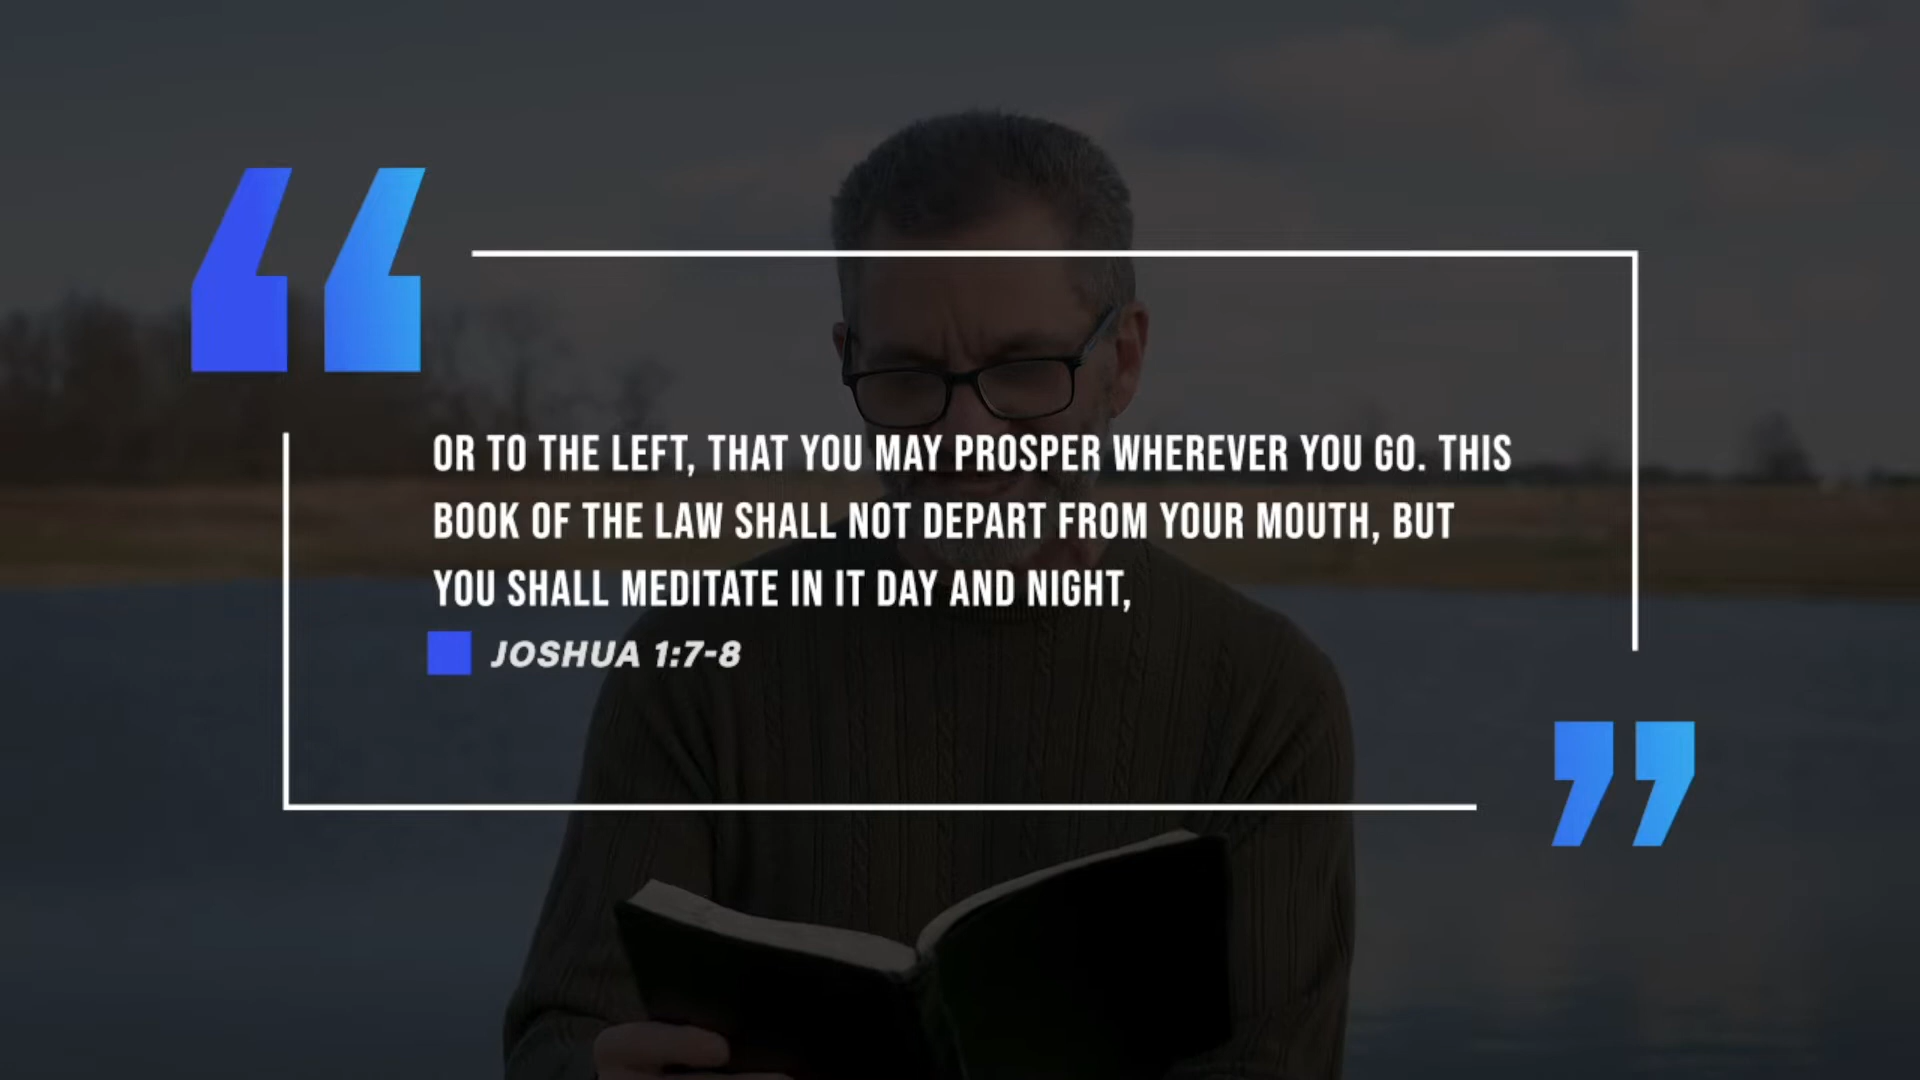 OR TO THE LEFT, THAT YOU MAY PROSPER WHEREVER YOU GO. THIS
BOOK OF THE LAW SHALL NOT DEPART FROM YOUR MOUTH, BUT
YOU SHALL MEDITATE IN IT DAY AND NIGHT,
JOSHUA 1:7-8